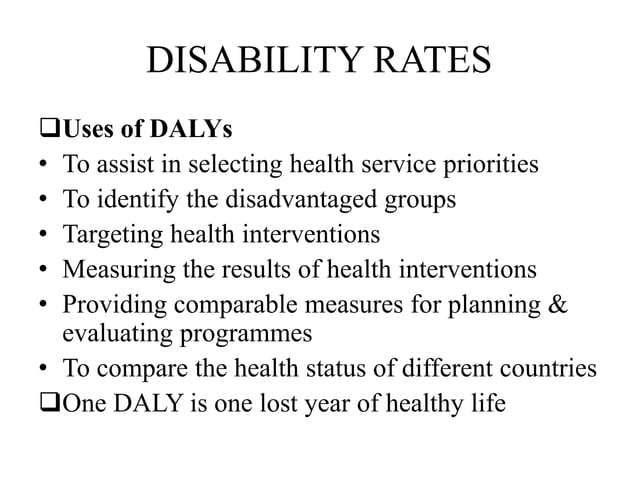 DISABILITY RATES
❑Uses of DALYs
• To assist in selecting health service priorities
• To identify the disadvantaged groups
• Targeting health interventions
• Measuring the results of health interventions
• Providing comparable measures for planning &
evaluating programmes
• To compare the health status of different countries
❑One DALY is one lost year of healthy life